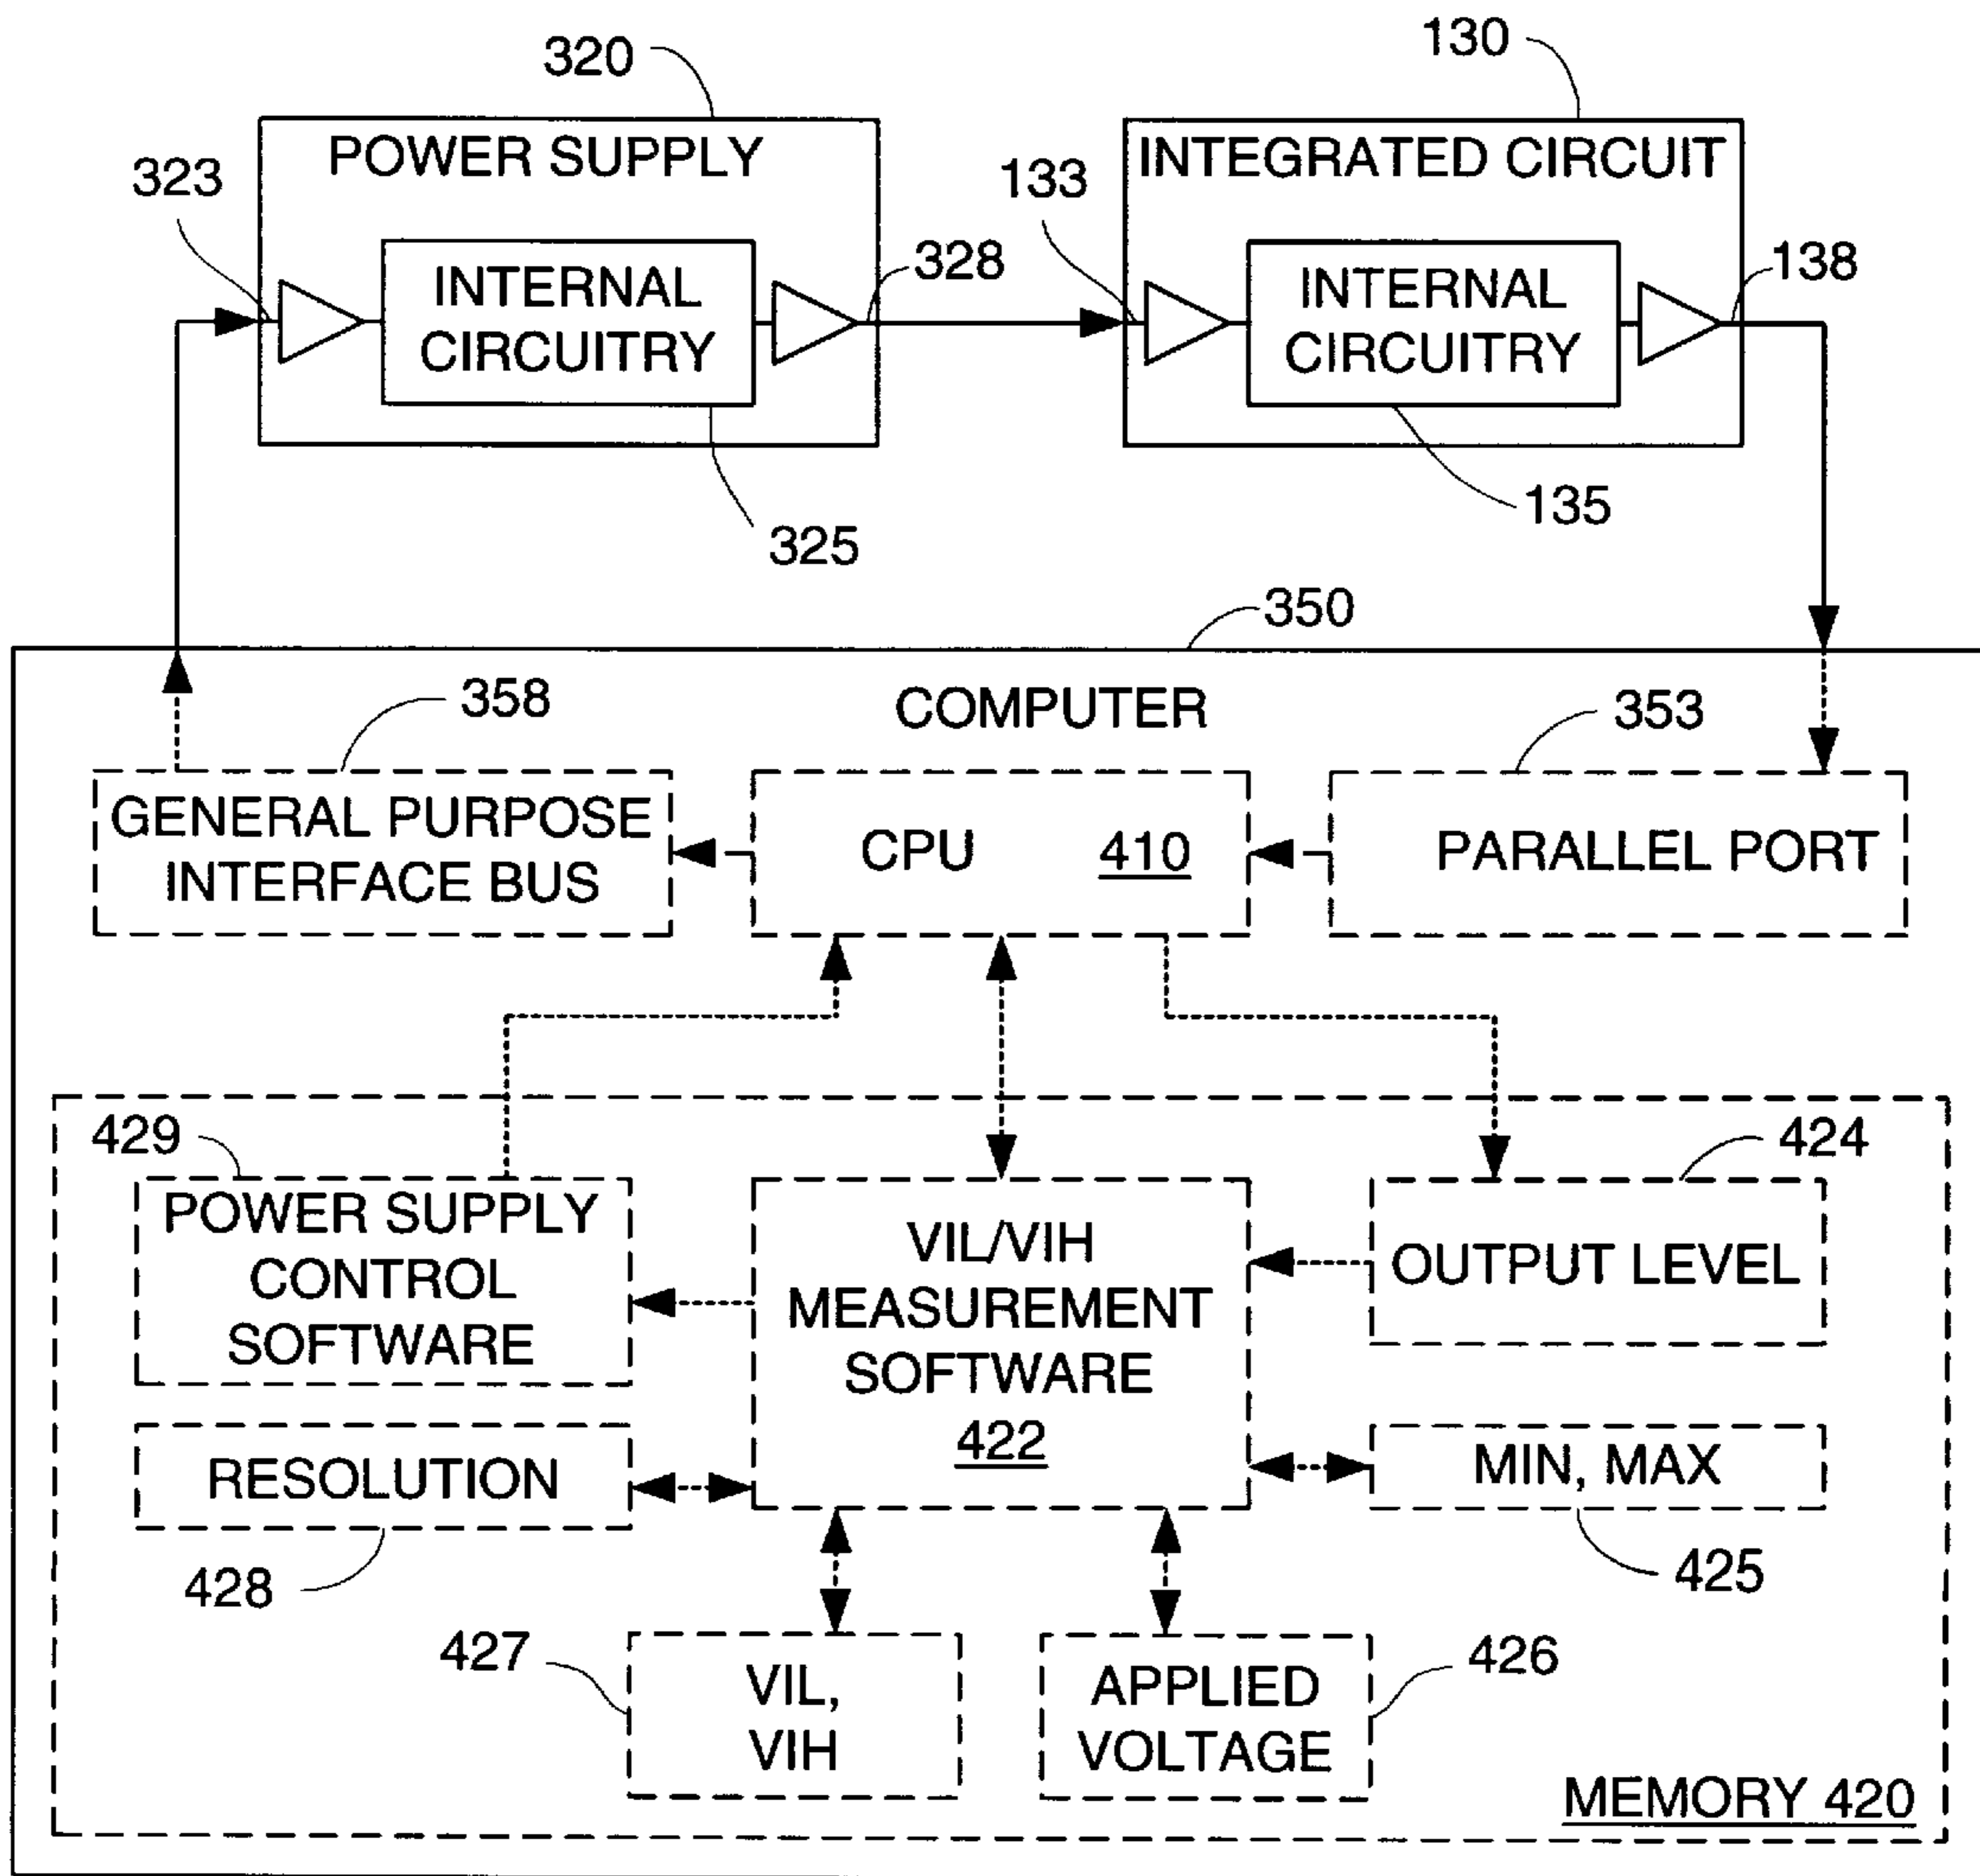 320
130
POWER SUPPLY
INTEGRATED CIRCUIT
323
133
INTERNAL
CIRCUITRY
328
INTERNAL
CIRCUITRY
138
325
135
350
COMPUTER
358
353
GENERAL PURPOSE
INTERFACE BUS
CPU 410
PARALLEL PORT
429
424
POWER SUPPLY
CONTROL
SOFTWARE
VIL/VIH
MEASUREMENT
SOFTWARE
422
OUTPUT LEVEL
RESOLUTION
MIN, MAX
428
425
427
VIL,
VIH
APPLIED
VOLTAGE
426
MEMORY 420